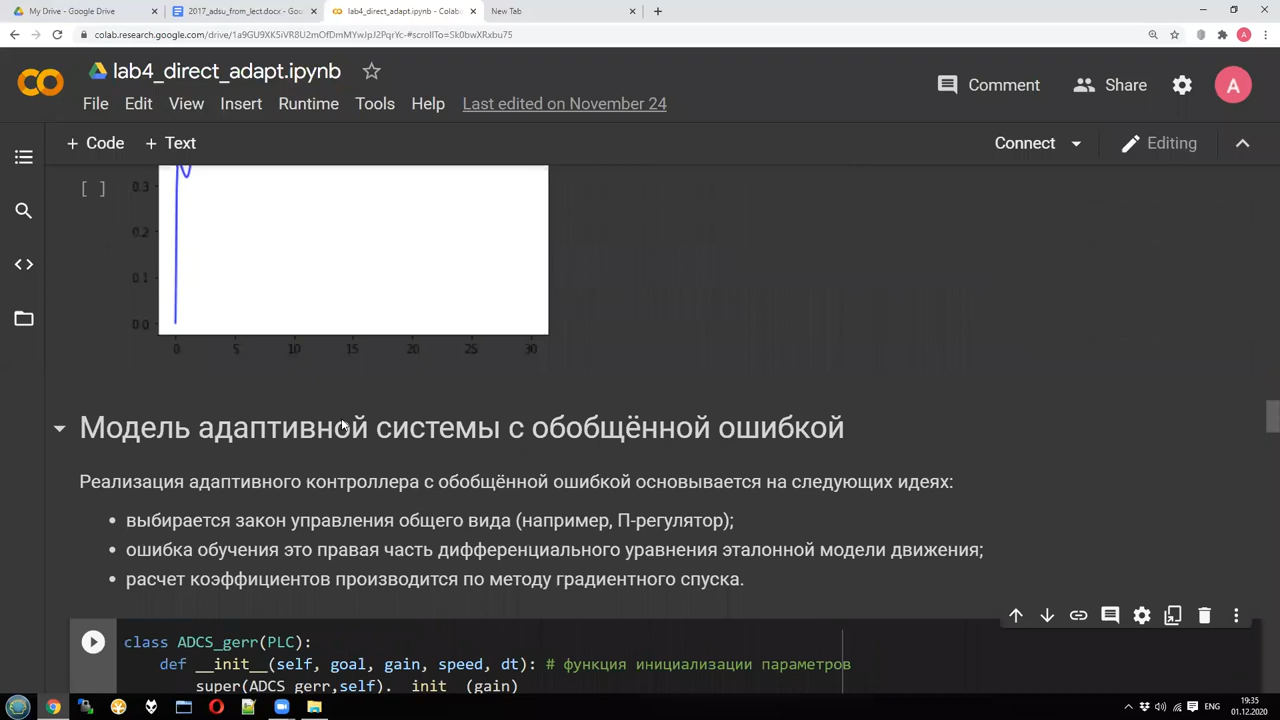 My Drive - Google Drive
2017_adsu_from_lect.docx - Goo
lab4_direct_adapt.ipynb - Colabo
New Tab
colab.research.google.com/drive/1a9GU9XK5iVR8U2mOfDmMYwJpJ2PqrYc-#scrollTo=Sk0bwXRxbu75
lab4_direct_adapt.ipynb
Comment
Share
A
File Edit View Insert Runtime Tools Help Last edited on November 24
+ Code + Text
Connect
Editing
[ ]
0.3
0.2
0.1
0.0
0 5 10 15 20 25 30
Модель адаптивной системы с обобщённой ошибкой
Реализация адаптивного контроллера с обобщённой ошибкой основывается на следующих идеях:
• выбирается закон управления общего вида (например, П-регулятор);
• ошибка обучения это правая часть дифференциального уравнения эталонной модели движения;
• расчет коэффициентов производится по методу градиентного спуска.
class ADCS_gerr(PLC):
def __init__(self, goal, gain, speed, dt): # функция инициализации параметров
super(ADCS_gerr,self).__init__(gain)
ENG
19:35
01.12.2020